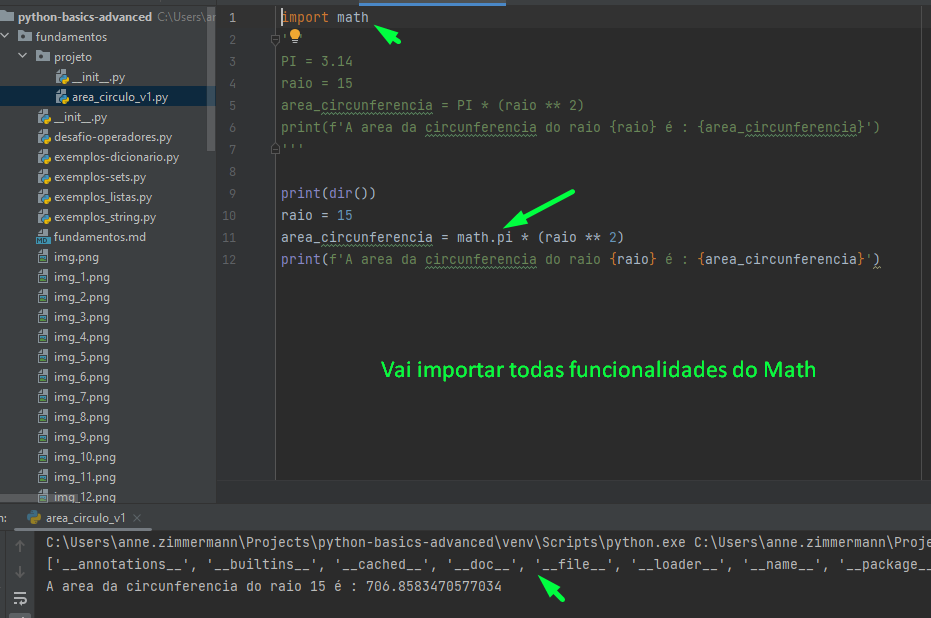 python-basics-advanced C:\Users\ar
fundamentos
projeto
__init__.py
area_circulo_v1.py
__init__.py
desafio-operadores.py
exemplos-dicionario.py
exemplos-sets.py
exemplos_listas.py
exemplos_string.py
fundamentos.md
img.png
img_1.png
img_2.png
img_3.png
img_4.png
img_5.png
img_6.png
img_7.png
img_8.png
img_9.png
img_10.png
img_11.png
img_12.png
1 import math
2 '
3 PI = 3.14
4 raio = 15
5 area_circunferencia = PI * (raio ** 2)
6 print(f'A area da circunferencia do raio {raio} é : {area_circunferencia}')
7 '''
8
9 print(dir())
10 raio = 15
11 area_circunferencia = math.pi * (raio ** 2)
12 print(f'A area da circunferencia do raio {raio} é : {area_circunferencia}')
Vai importar todas funcionalidades do Math
n: area_circulo_v1
C:\Users\anne.zimmermann\Projects\python-basics-advanced\venv\Scripts\python.exe C:\Users\anne.zimmermann\Proje
['__annotations__', '__builtins__', '__cached__', '__doc__', '__file__', '__loader__', '__name__', '__package__
A area da circunferencia do raio 15 é : 706.8583470577034